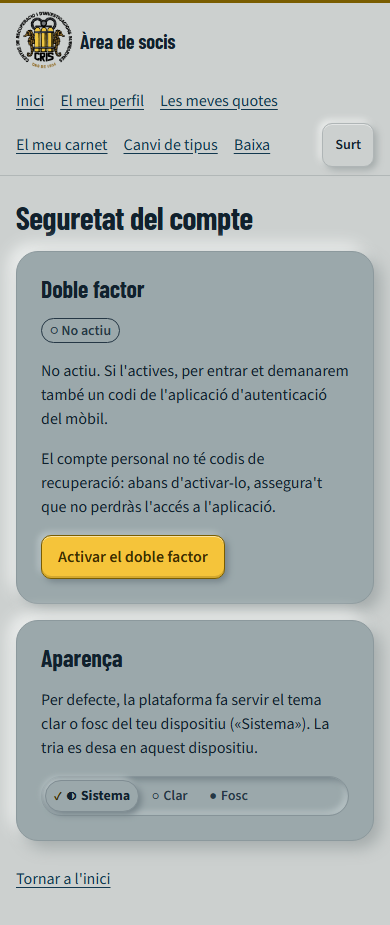 CRIS
Àrea de socis
Inici El meu perfil Les meves quotes
El meu carnet Canvi de tipus Baixa Surt
Seguretat del compte
Doble factor
○ No actiu
No actiu. Si l'actives, per entrar et demanarem
també un codi de l'aplicació d'autenticació
del mòbil.
El compte personal no té codis de
recuperació: abans d'activar-lo, assegura't
que no perdràs l'accés a l'aplicació.
Activar el doble factor
Aparença
Per defecte, la plataforma fa servir el tema
clar o fosc del teu dispositiu («Sistema»). La
tria es desa en aquest dispositiu.
✓ ◐ Sistema ○ Clar ● Fosc
Tornar a l'inici